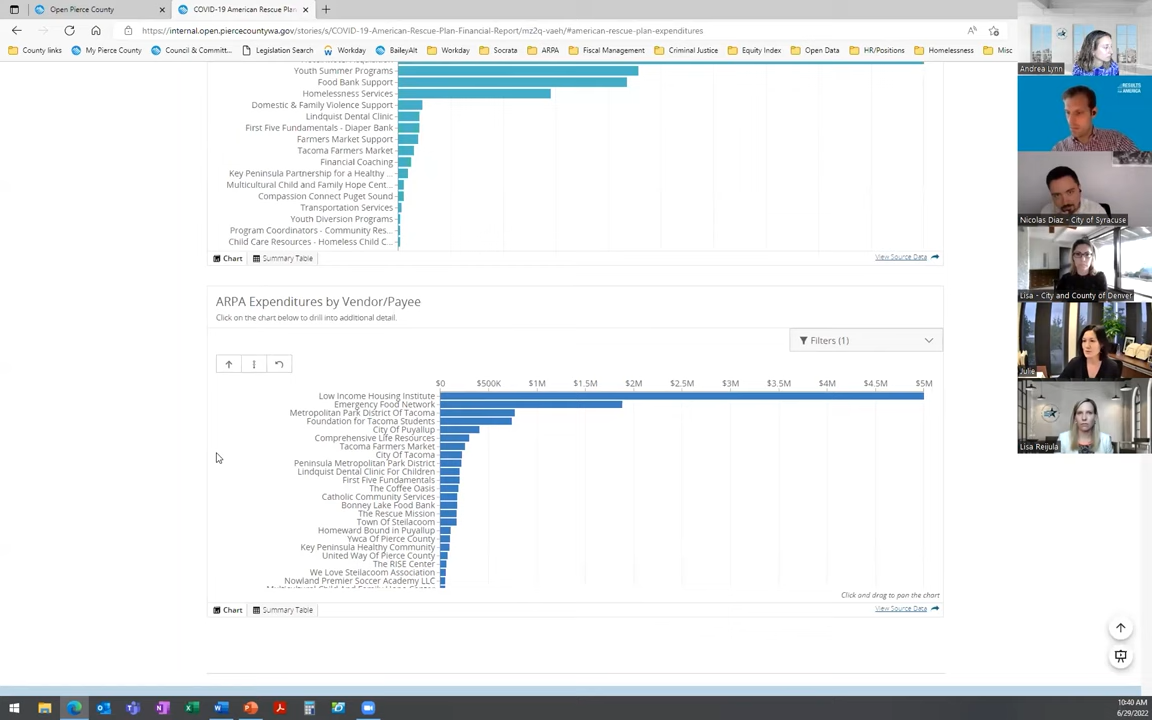 Open Pierce County
COVID-19 American Rescue Plan
https://internal.open.piercecountywa.gov/stories/s/COVID-19-American-Rescue-Plan-Financial-Report/mz2q-vaeh/#american-rescue-plan-expenditures
County links
My Pierce County
Council & Committ...
Legislation Search
Workday
BaileyAlt
Workday
Socrata
ARPA
Fiscal Management
Criminal Justice
Equity Index
Open Data
HR/Positions
Homelessness
Misc
Youth Summer Programs
Food Bank Support
Homelessness Services
Domestic & Family Violence Support
Lindquist Dental Clinic
First Five Fundamentals - Diaper Bank
Farmers Market Support
Tacoma Farmers Market
Financial Coaching
Key Peninsula Partnership for a Healthy ...
Multicultural Child and Family Hope Cent...
Compassion Connect Puget Sound
Transportation Services
Youth Diversion Programs
Program Coordinators - Community Res...
Child Care Resources - Homeless Child C...
Chart
Summary Table
View Source Data
ARPA Expenditures by Vendor/Payee
Click on the chart below to drill into additional detail.
Filters (1)
$0 $500K $1M $1.5M $2M $2.5M $3M $3.5M $4M $4.5M $5M
Low Income Housing Institute
Emergency Food Network
Metropolitan Park District Of Tacoma
Foundation for Tacoma Students
City Of Puyallup
Comprehensive Life Resources
Tacoma Farmers Market
City Of Tacoma
Peninsula Metropolitan Park District
Lindquist Dental Clinic For Children
First Five Fundamentals
The Coffee Oasis
Catholic Community Services
Bonney Lake Food Bank
The Rescue Mission
Town Of Steilacoom
Homeward Bound in Puyallup
Ywca Of Pierce County
Key Peninsula Healthy Community
United Way Of Pierce County
The RISE Center
We Love Steilacoom Association
Nowland Premier Soccer Academy LLC
Click and drag to pan the chart
Chart
Summary Table
View Source Data
Andrea Lynn
RESULTS
AMERICA
Nicolas Diaz - City of Syracuse
Lisa - City and County of Denver
Julie
Lisa Reijula
10:40 AM
6/29/2022